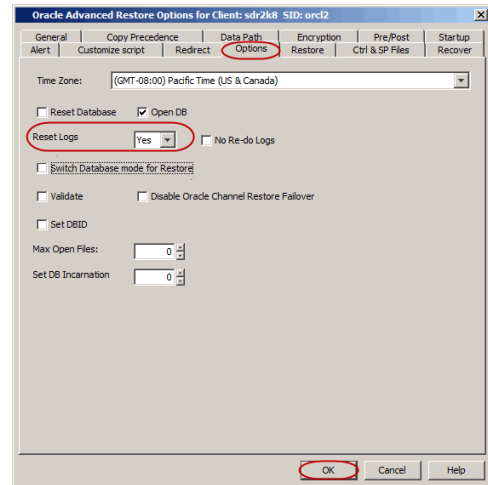 Oracle Advanced Restore Options for Client: sdr2k8 SID: orcl2
General Copy Precedence Data Path Encryption Pre/Post Startup
Alert Customize script Redirect Options Restore Ctrl & SP Files Recover
Time Zone: (GMT-08:00) Pacific Time (US & Canada)
Reset Database Open DB
Reset Logs Yes No Re-do Logs
Switch Database mode for Restore
Validate Disable Oracle Channel Restore Failover
Set DBID
Max Open Files: 0
Set DB Incarnation 0
OK Cancel Help